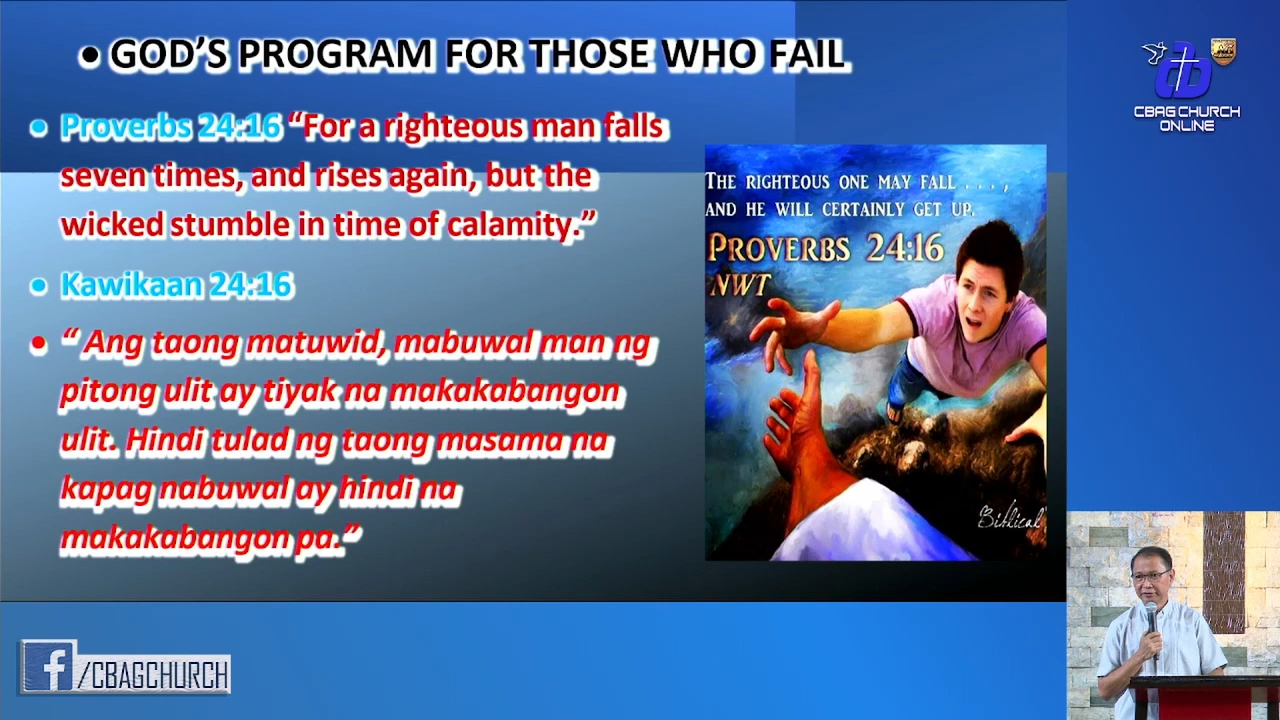 • GOD'S PROGRAM FOR THOSE WHO FAIL
• Proverbs 24:16 “For a righteous man falls
seven times, and rises again, but the
wicked stumble in time of calamity.”
• Kawikaan 24:16
• “ Ang taong matuwid, mabuwal man ng
pitong ulit ay tiyak na makakabangon
ulit. Hindi tulad ng taong masama na
kapag nabuwal ay hindi na
makakabangon pa.”
THE RIGHTEOUS ONE MAY FALL . . . . ,
AND HE WILL CERTAINLY GET UP.
PROVERBS 24:16
NWT
Biblical
CBAG CHURCH
ONLINE
f/CBAGCHURCH